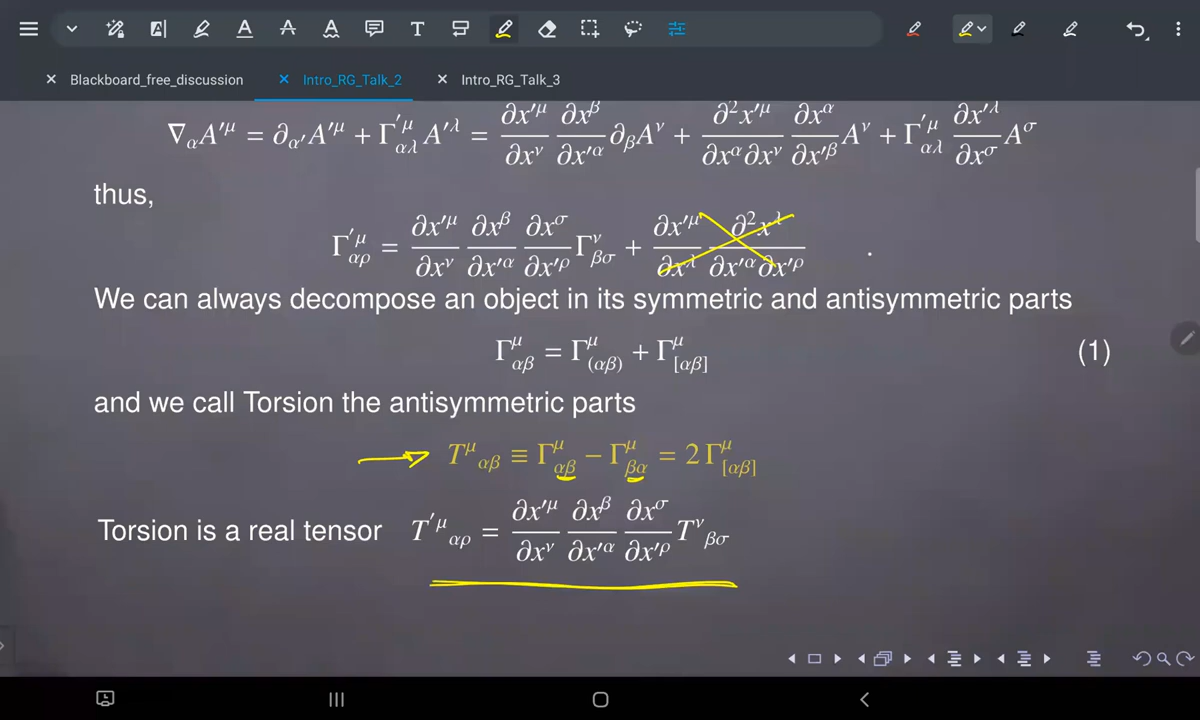 Blackboard_free_discussion Intro_RG_Talk_2 Intro_RG_Talk_3
∇_αA′^μ = ∂_α′A′^μ + Γ′^μ_αλ A′^λ = ∂x′^μ/∂x^ν ∂x^β/∂x′^α ∂_βA^ν + ∂²x′^μ/∂x^α∂x^ν ∂x^α/∂x′^β A^ν + Γ′^μ_αλ ∂x′^λ/∂x^σ A^σ
thus,
Γ′^μ_αρ = ∂x′^μ/∂x^ν ∂x^β/∂x′^α ∂x^σ/∂x′^ρ Γ^ν_βσ + ∂x′^μ/∂x^λ ∂²x^λ/∂x′^α∂x′^ρ .
We can always decompose an object in its symmetric and antisymmetric parts
Γ^μ_αβ = Γ^μ_(αβ) + Γ^μ_[αβ] (1)
and we call Torsion the antisymmetric parts
T^μ_αβ ≡ Γ^μ_αβ − Γ^μ_βα = 2 Γ^μ_[αβ]
Torsion is a real tensor T′^μ_αρ = ∂x′^μ/∂x^ν ∂x^β/∂x′^α ∂x^σ/∂x′^ρ T^ν_βσ